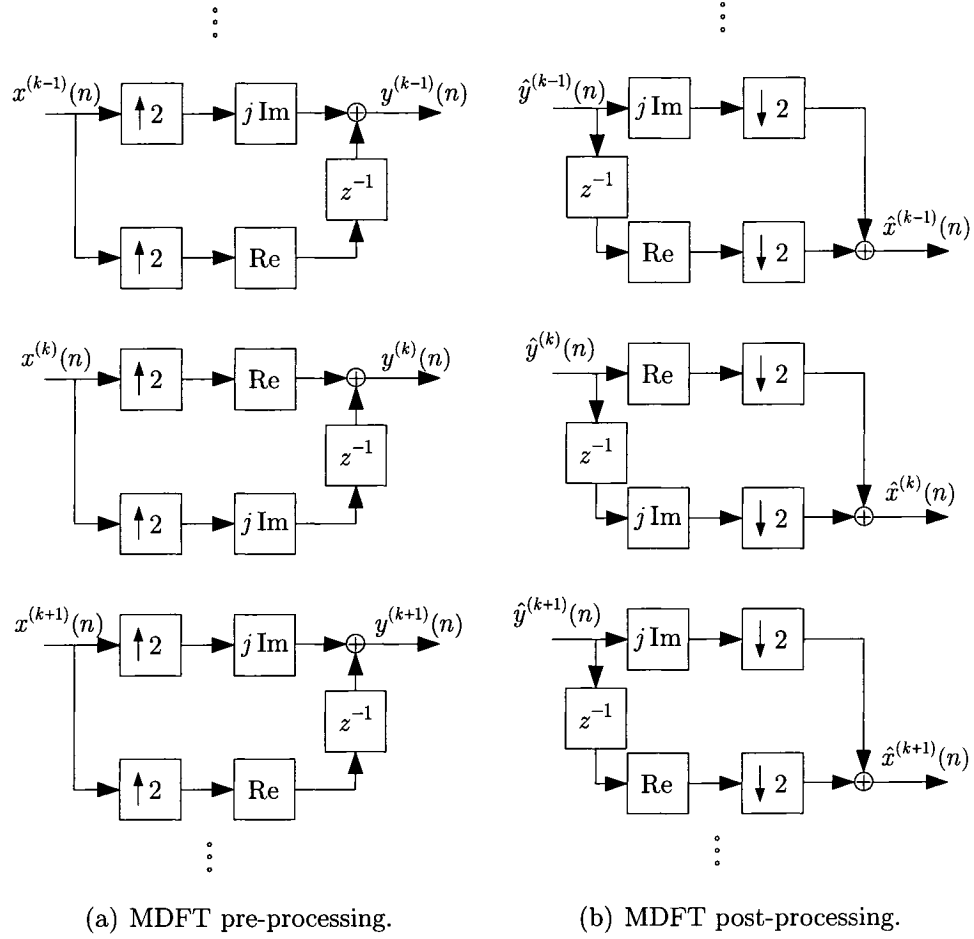 x^(k−1)(n) ↑2 j Im ⊕ y^(k−1)(n)
z^−1
↑2 Re
x^(k)(n) ↑2 Re ⊕ y^(k)(n)
z^−1
↑2 j Im
x^(k+1)(n) ↑2 j Im ⊕ y^(k+1)(n)
z^−1
↑2 Re
(a) MDFT pre-processing.
ŷ^(k−1)(n) j Im ↓2
z^−1
Re ↓2 ⊕ x̂^(k−1)(n)
ŷ^(k)(n) Re ↓2
z^−1
j Im ↓2 ⊕ x̂^(k)(n)
ŷ^(k+1)(n) j Im ↓2
z^−1
Re ↓2 ⊕ x̂^(k+1)(n)
(b) MDFT post-processing.